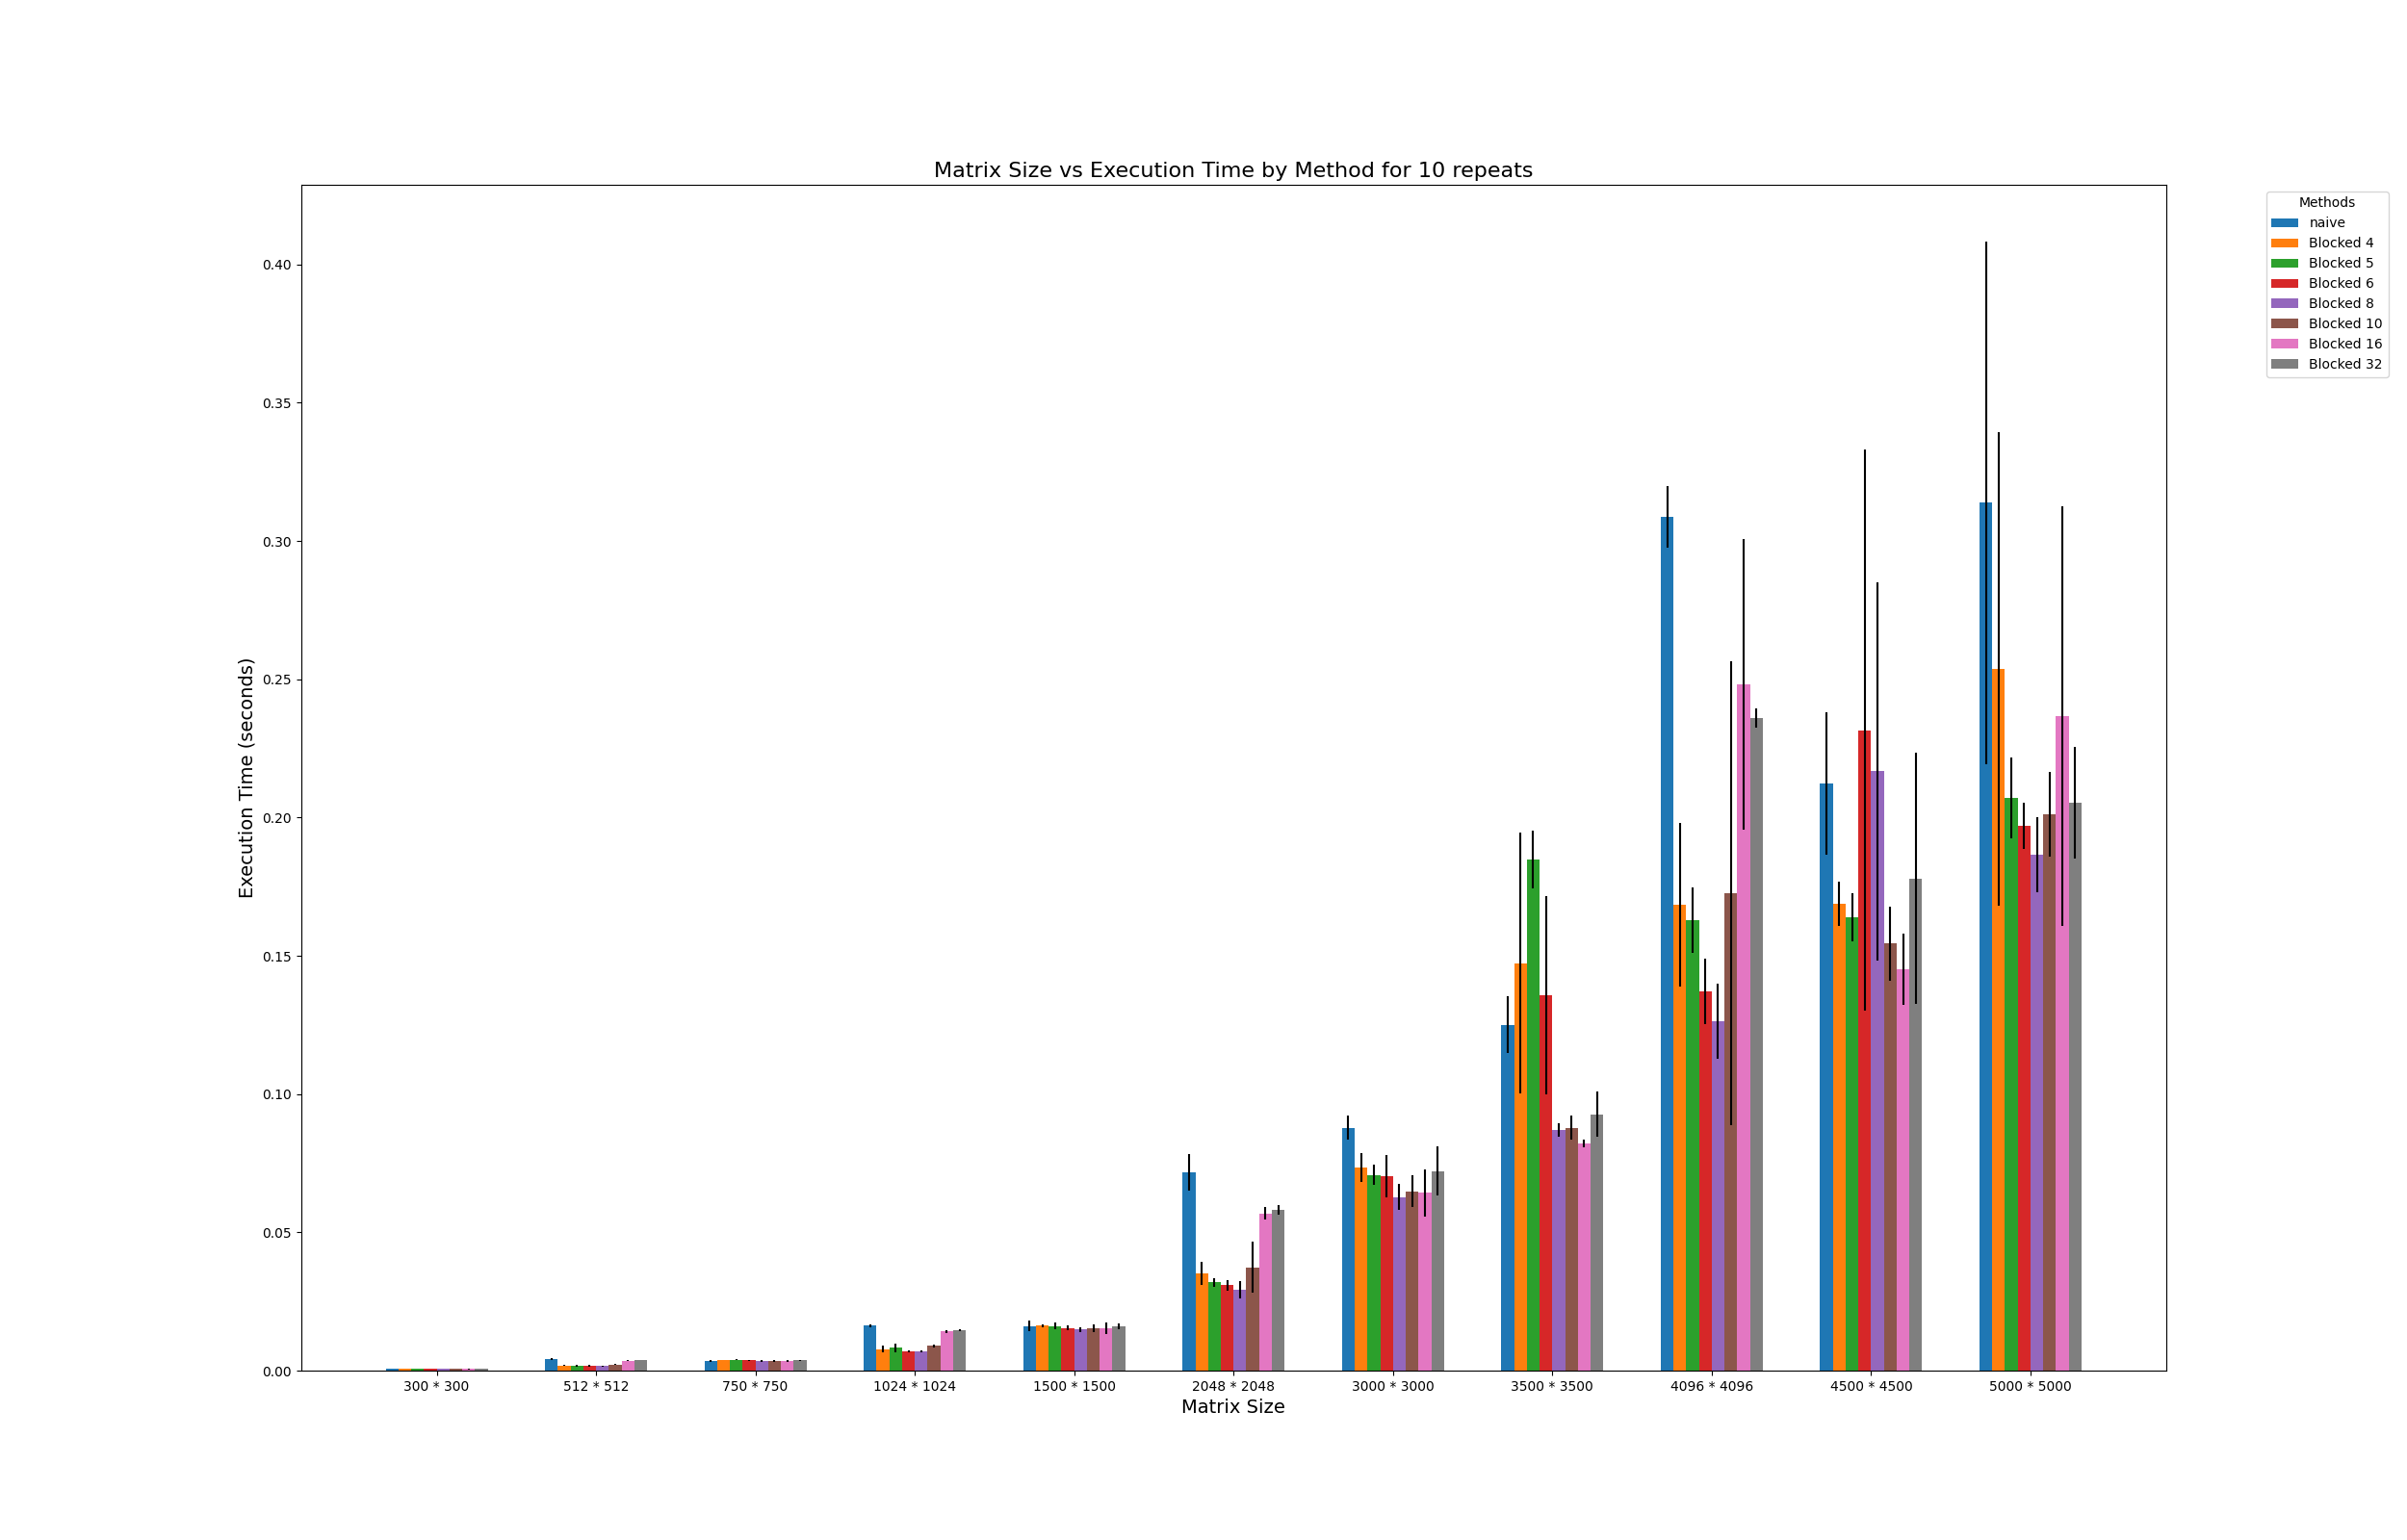 Matrix Size vs Execution Time by Method for 10 repeats
Methods
naive
Blocked 4
Blocked 5
Blocked 6
Blocked 8
Blocked 10
Blocked 16
Blocked 32
Execution Time (seconds)
0.40
0.35
0.30
0.25
0.20
0.15
0.10
0.05
0.00
300 * 300
512 * 512
750 * 750
1024 * 1024
1500 * 1500
2048 * 2048
3000 * 3000
3500 * 3500
4096 * 4096
4500 * 4500
5000 * 5000
Matrix Size